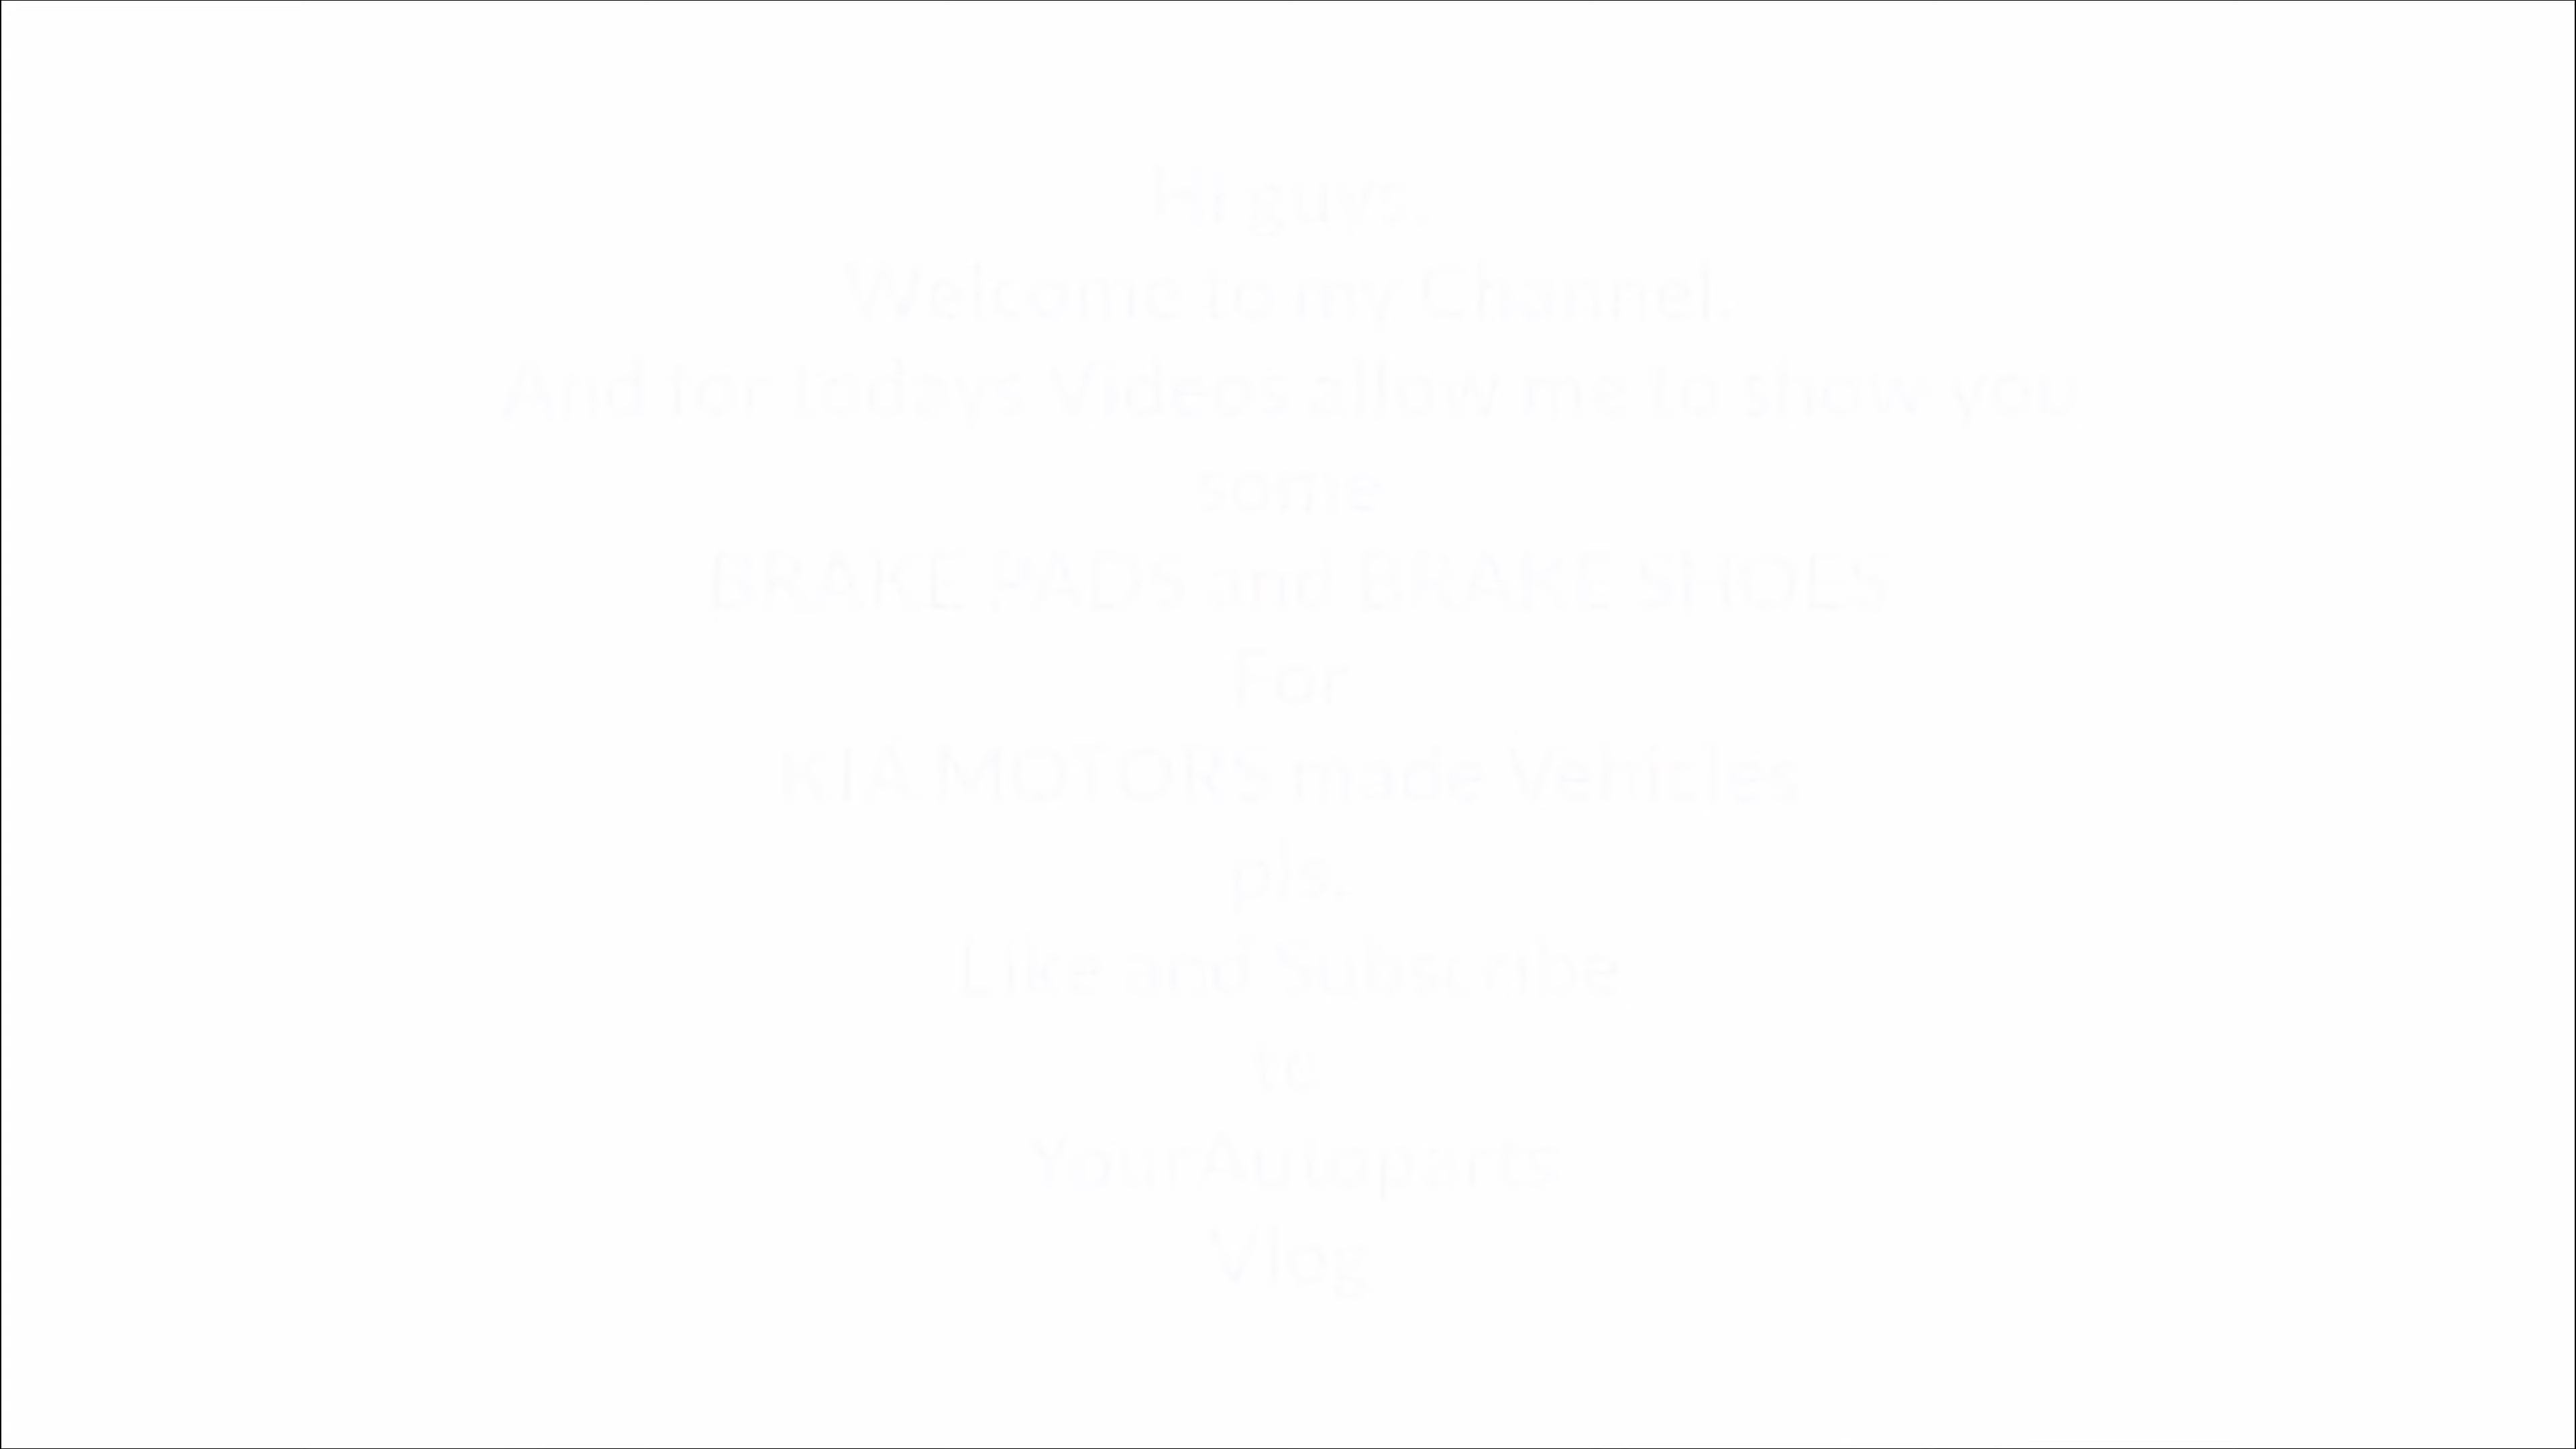 Hi guys.
Welcome to my Channel.
And for todays Videos allow me to show you
some
BRAKE PADS and BRAKE SHOES
For
KIA MOTORS made Vehicles
pls.
Like and Subscribe
to
YourAutoparts
Vlog